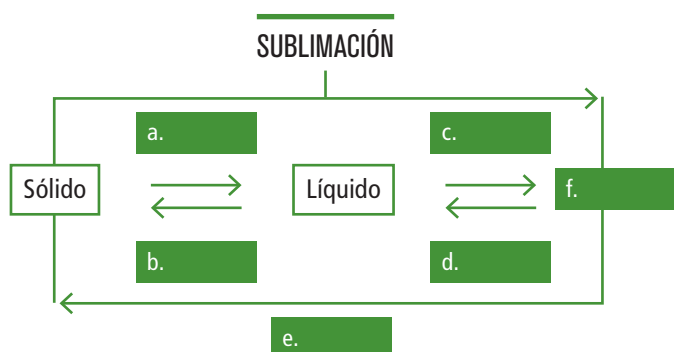 SUBLIMACIÓN
a.
c.
Sólido
Líquido
f.
b.
d.
e.